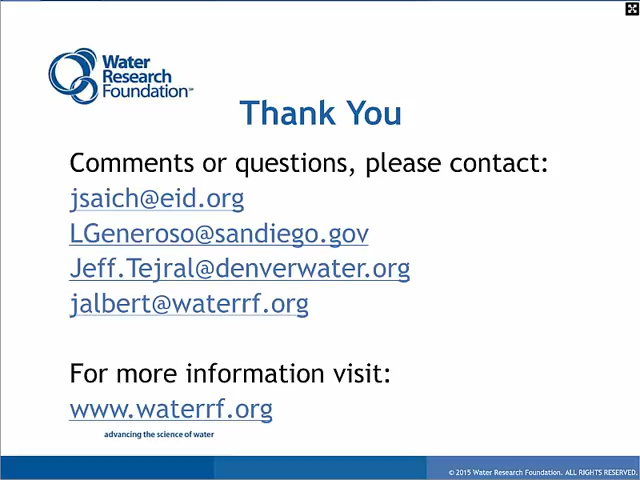 Water
Research
Foundation™
Thank You
Comments or questions, please contact:
jsaich@eid.org
LGeneroso@sandiego.gov
Jeff.Tejral@denverwater.org
jalbert@waterrf.org
For more information visit:
www.waterrf.org
advancing the science of water
© 2015 Water Research Foundation. ALL RIGHTS RESERVED.